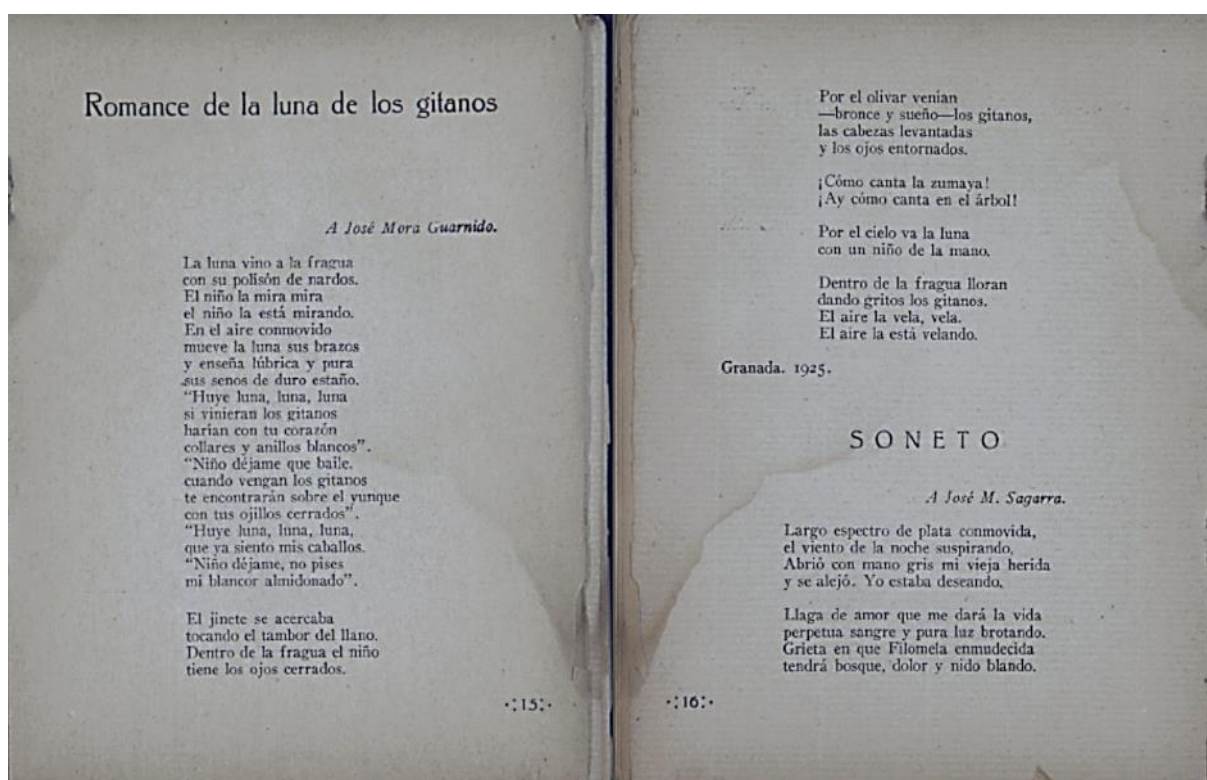 Romance de la luna de los gitanos
A José Mora Guarnido.
La luna vino a la fragua
con su polisón de nardos.
El niño la mira mira
el niño la está mirando.
En el aire conmovido
mueve la luna sus brazos
y enseña lúbrica y pura
sus senos de duro estaño.
“Huye luna, luna, luna
si vinieran los gitanos
harían con tu corazón
collares y anillos blancos”.
“Niño déjame que baile.
cuando vengan los gitanos
te encontrarán sobre el yunque
con tus ojillos cerrados”.
“Huye luna, luna, luna,
que ya siento mis caballos.
“Niño déjame, no pises
mi blancor almidonado”.
El jinete se acercaba
tocando el tambor del llano.
Dentro de la fragua el niño
tiene los ojos cerrados.
·:15:·
Por el olivar venían
—bronce y sueño—los gitanos,
las cabezas levantadas
y los ojos entornados.
¡Cómo canta la zumaya!
¡Ay cómo canta en el árbol!
Por el cielo va la luna
con un niño de la mano.
Dentro de la fragua lloran
dando gritos los gitanos.
El aire la vela, vela.
El aire la está velando.
Granada. 1925.
SONETO
A José M. Sagarra.
Largo espectro de plata conmovida,
el viento de la noche suspirando,
Abrió con mano gris mi vieja herida
y se alejó. Yo estaba deseando.
Llaga de amor que me dará la vida
perpetua sangre y pura luz brotando.
Grieta en que Filomela enmudecida
tendrá bosque, dolor y nido blando.
·:16:·